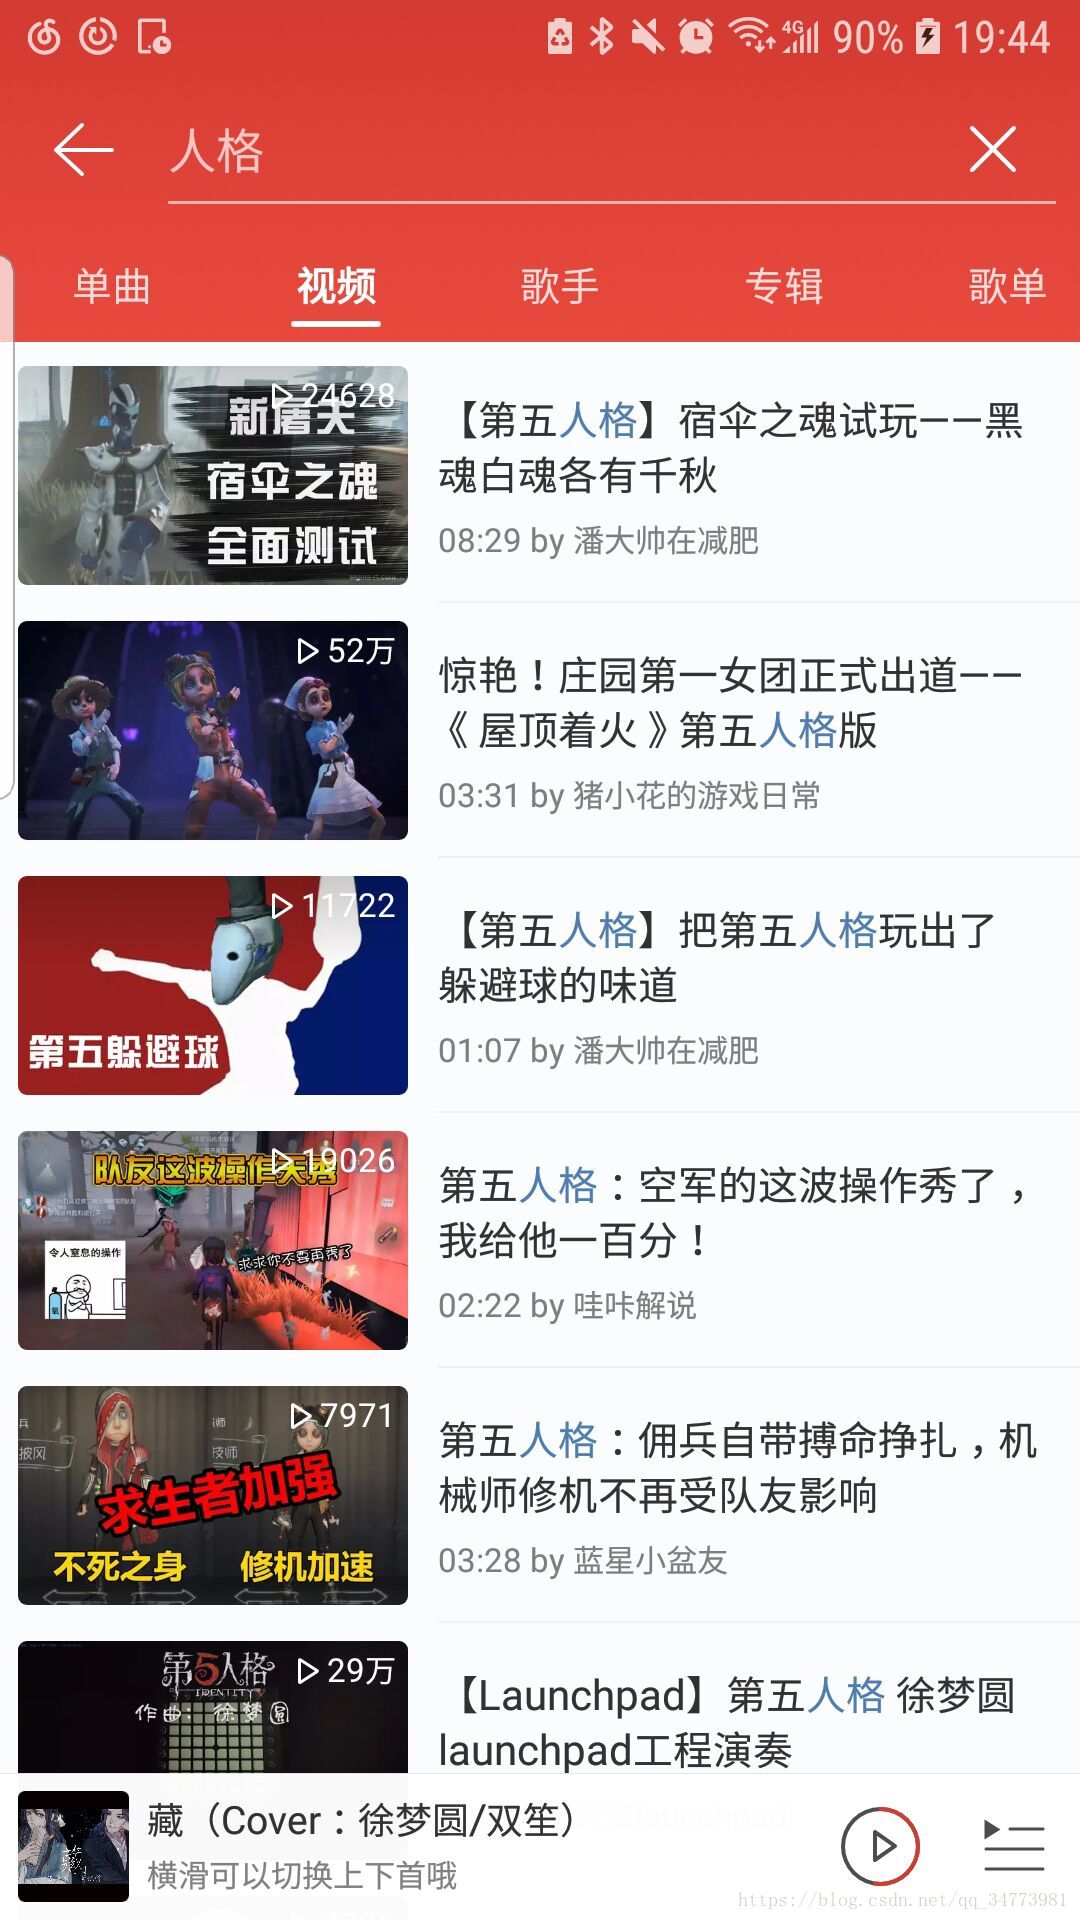 4G 90% 19:44
人格
单曲 视频 歌手 专辑 歌单
24628
新屠夫
宿伞之魂
全面测试
【第五人格】宿伞之魂试玩——黑
魂白魂各有千秋
08:29 by 潘大帅在减肥
52万
惊艳！庄园第一女团正式出道——
《屋顶着火》第五人格版
03:31 by 猪小花的游戏日常
11722
第五躲避球
【第五人格】把第五人格玩出了
躲避球的味道
01:07 by 潘大帅在减肥
19026
队友这波操作天秀
令人窒息的操作
求求你不要再秀了
氧
第五人格：空军的这波操作秀了，
我给他一百分！
02:22 by 哇咔解说
7971
披风
技师
求生者加强
不死之身 修机加速
第五人格：佣兵自带搏命挣扎，机
械师修机不再受队友影响
03:28 by 蓝星小盆友
29万
第5人格
IDENTITY V
作曲：徐梦圆
【Launchpad】第五人格 徐梦圆
launchpad工程演奏
藏（Cover：徐梦圆/双笙）
横滑可以切换上下首哦
https://blog.csdn.net/qq_34773981